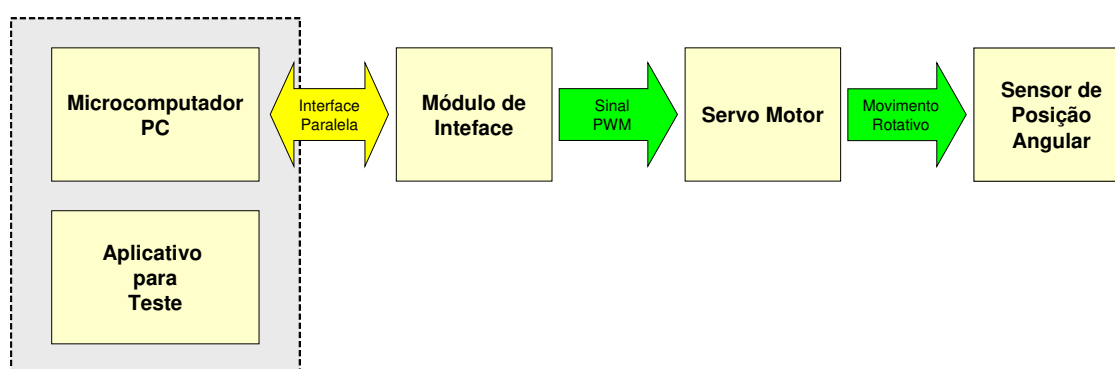 Microcomputador
PC
Interface
Paralela
Módulo de
Inteface
Sinal
PWM
Servo Motor
Movimento
Rotativo
Sensor de
Posição
Angular
Aplicativo
para
Teste